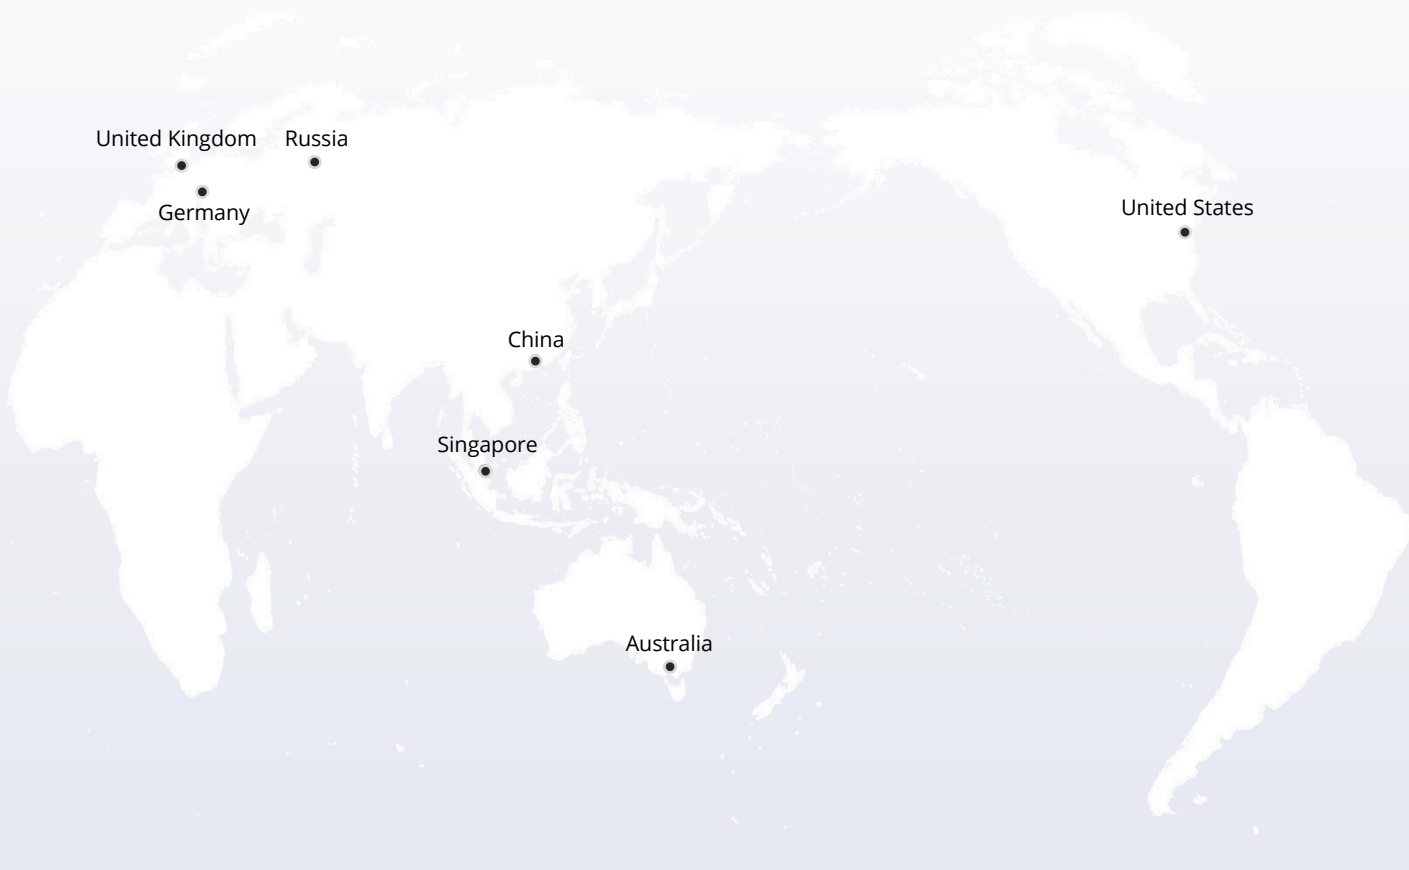 United Kingdom
Russia
Germany
United States
China
Singapore
Australia